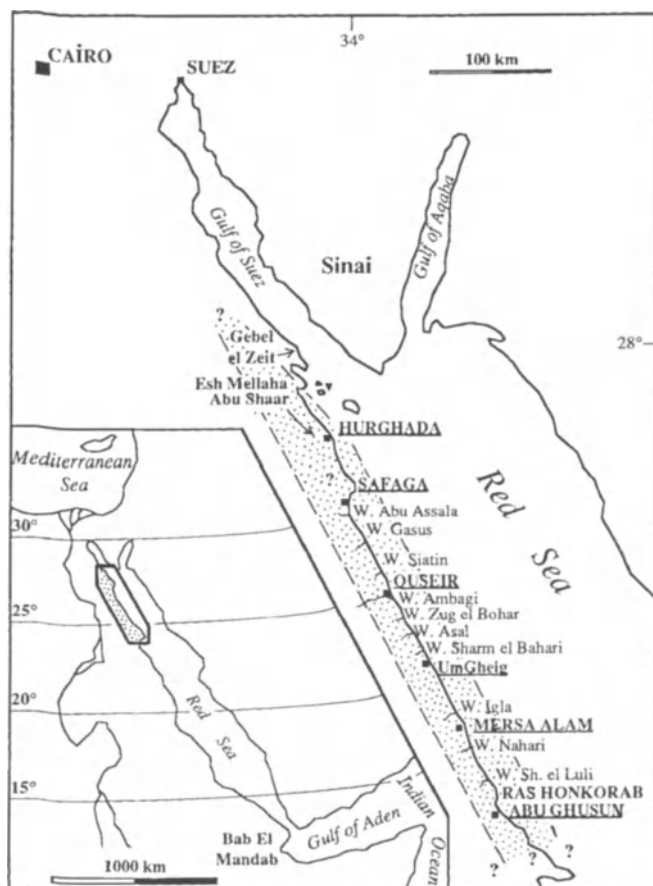 34°
CAİRO
SUEZ
100 km
Gulf of Suez
Gulf of Aqaba
Sinai
28°
?
Gebel
el Zeit
Esh Mellaha
Abu Shaar
HURGHADA
Red Sea
?
SAFAGA
W. Abu Assala
W. Gasus
W. Siatin
QUSEIR
W. Ambagi
W. Zug el Bohar
W. Asal
W. Sharm el Bahari
UmGheig
W. Igla
MERSA ALAM
W. Nahari
W. Sh. el Luli
RAS HONKORAB
ABU GHUSUN
? ? ?
Mediterranean
Sea
30°
25°
20°
15°
Red
Sea
Bab El
Mandab
Gulf of Aden
Indian
Ocean
1000 km